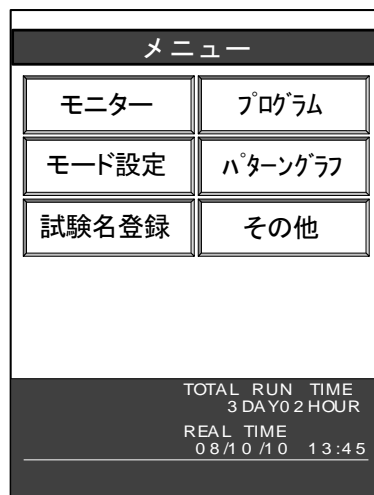 メニュー
モニター ﾌﾟﾛｸﾞﾗﾑ
モード設定 ﾊﾟﾀｰﾝｸﾞﾗﾌ
試験名登録 その他
TOTAL RUN TIME
3DAY02HOUR
REAL TIME
08/10/10 13:45